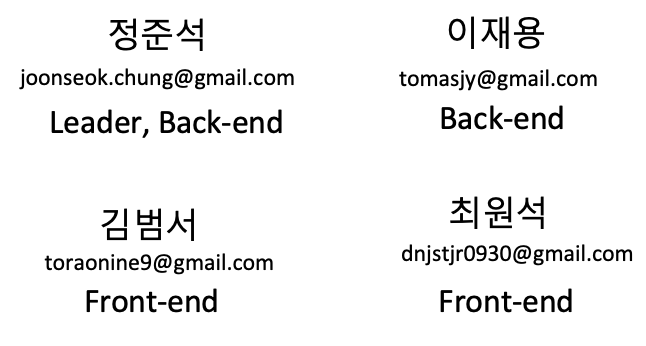 정준석
joonseok.chung@gmail.com
Leader, Back-end
이재용
tomasjy@gmail.com
Back-end
김범서
toraonine9@gmail.com
Front-end
최원석
dnjstjr0930@gmail.com
Front-end